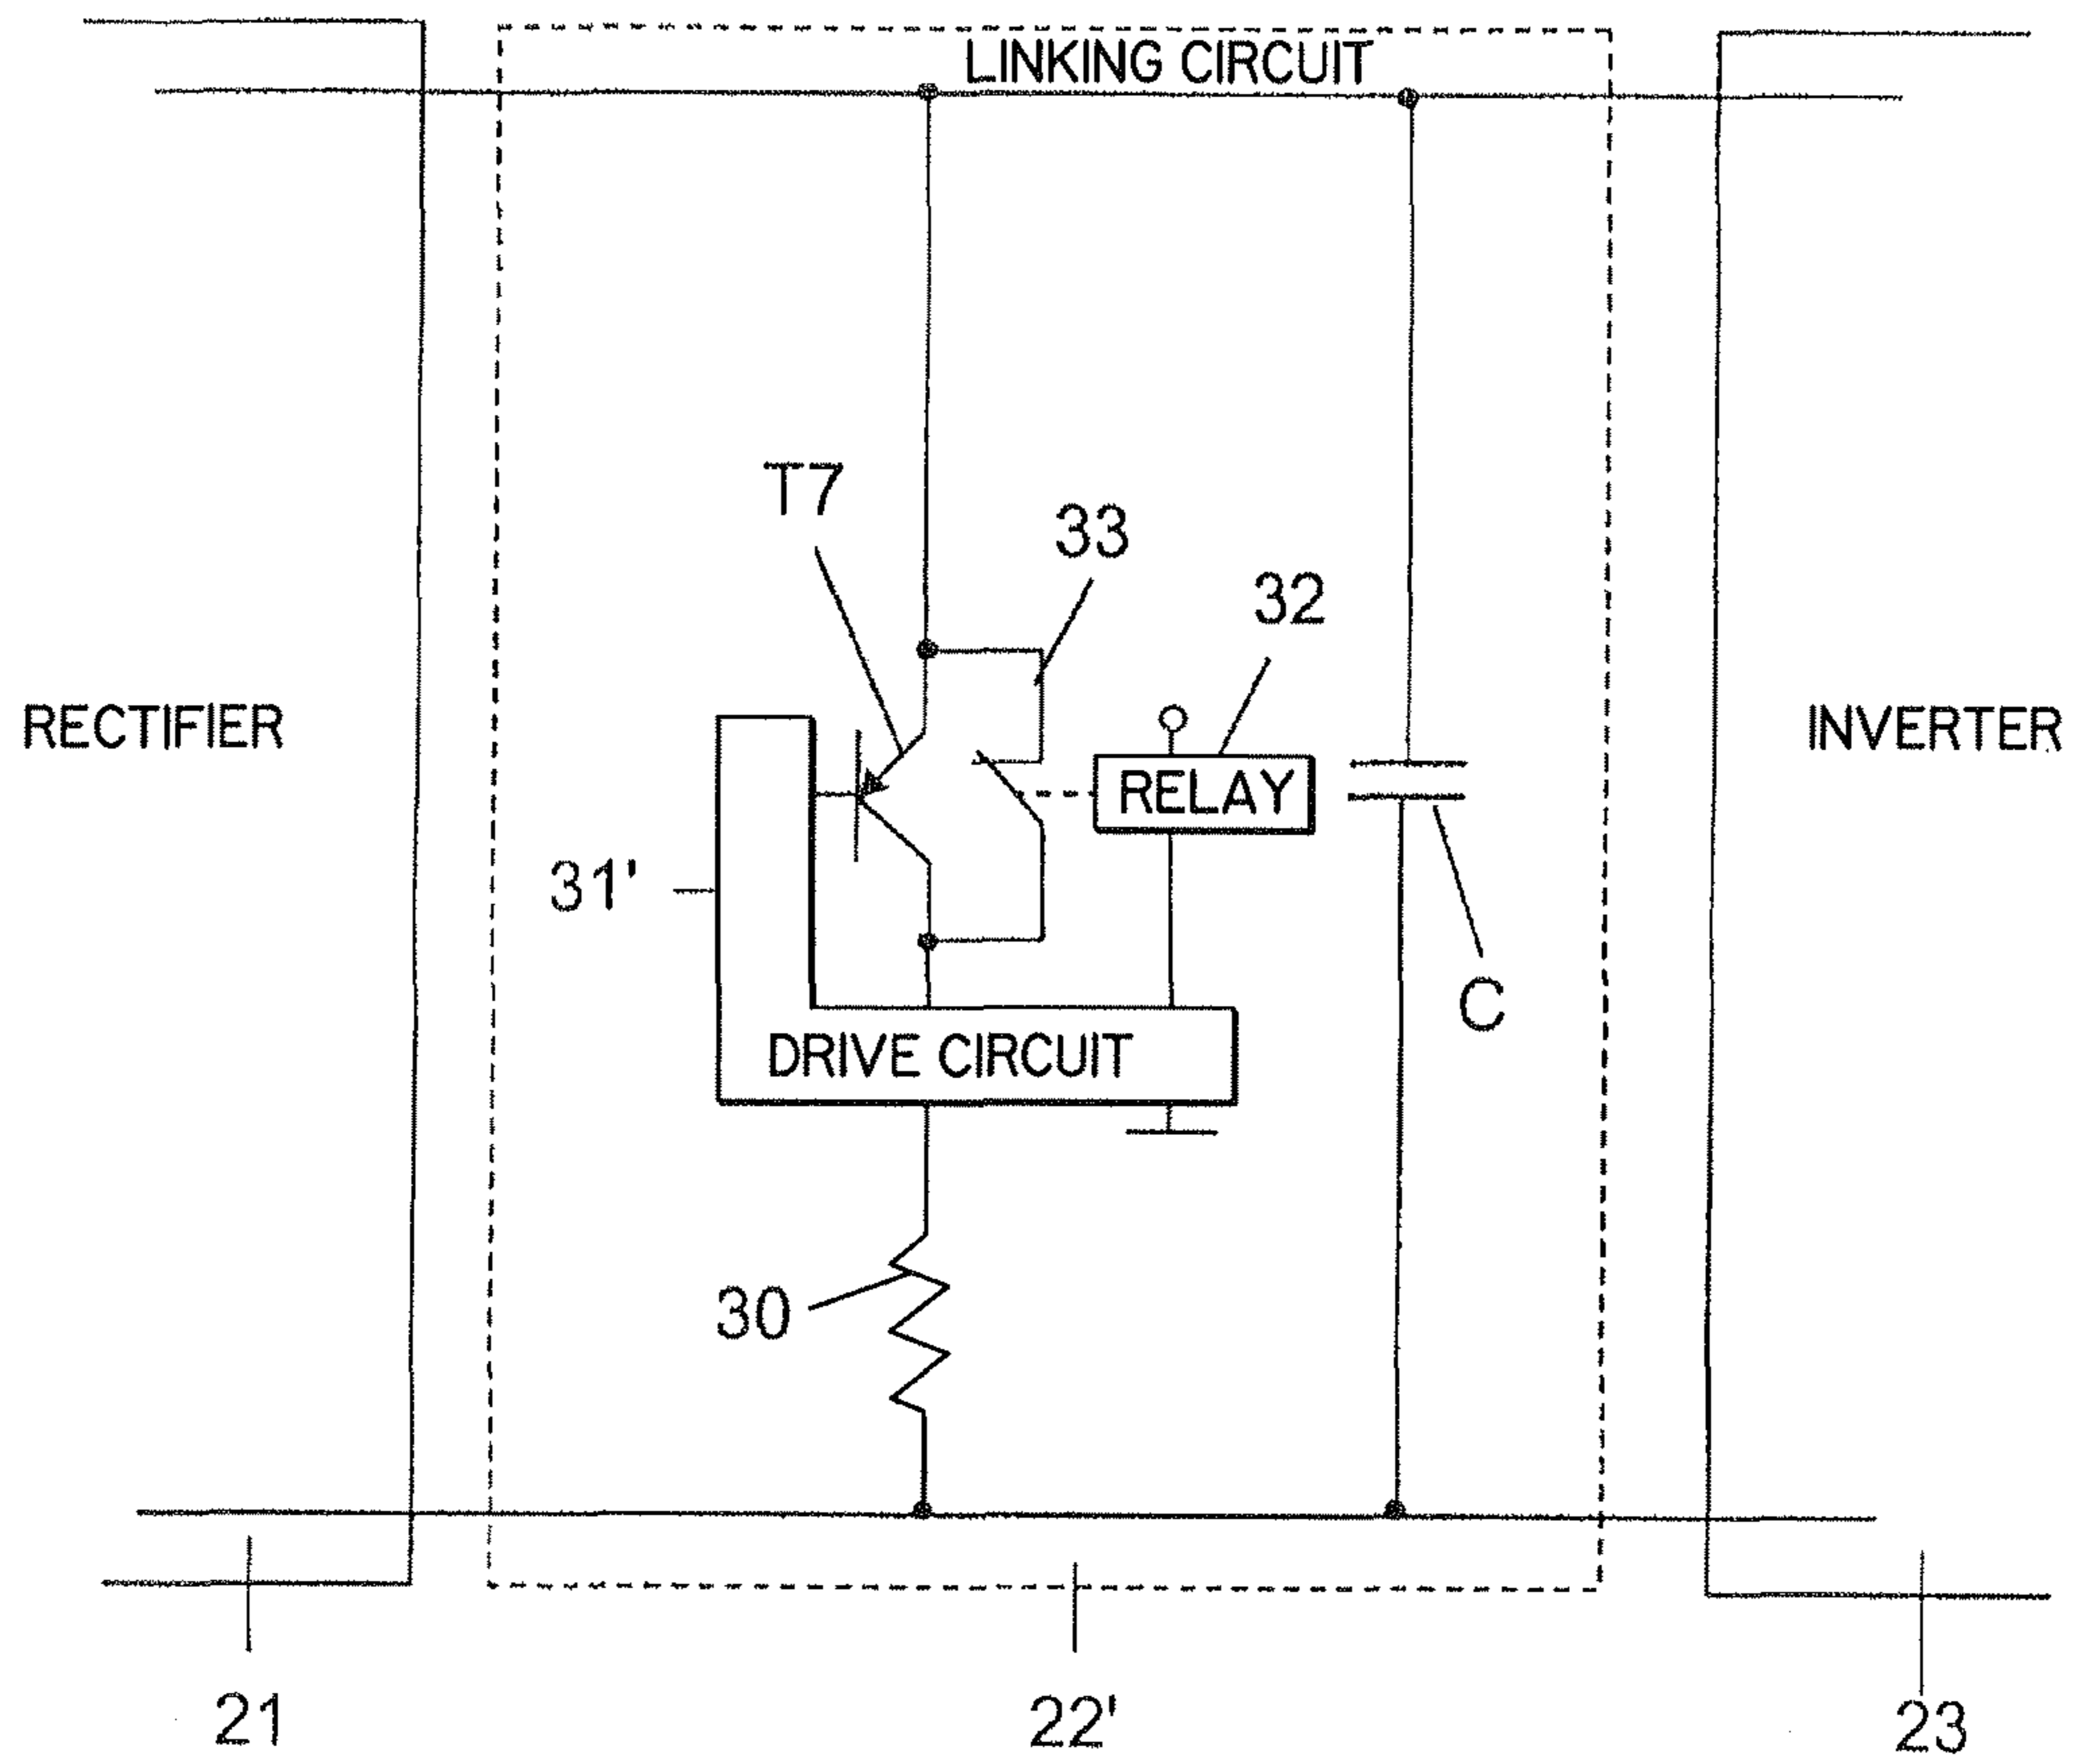 LINKING CIRCUIT
T7
33
32
RECTIFIER
INVERTER
RELAY
31'
C
DRIVE CIRCUIT
30
21
22'
23